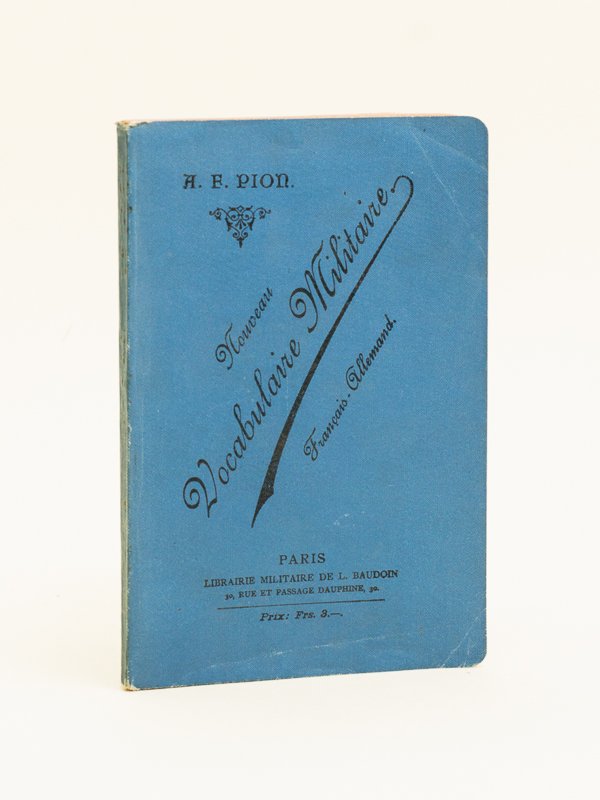 A. F. PION.
Nouveau
Vocabulaire Militaire.
Français-Allemand.
PARIS
LIBRAIRIE MILITAIRE DE L. BAUDOIN
30, RUE ET PASSAGE DAUPHINE, 30.
Prix: Frs. 3.—.